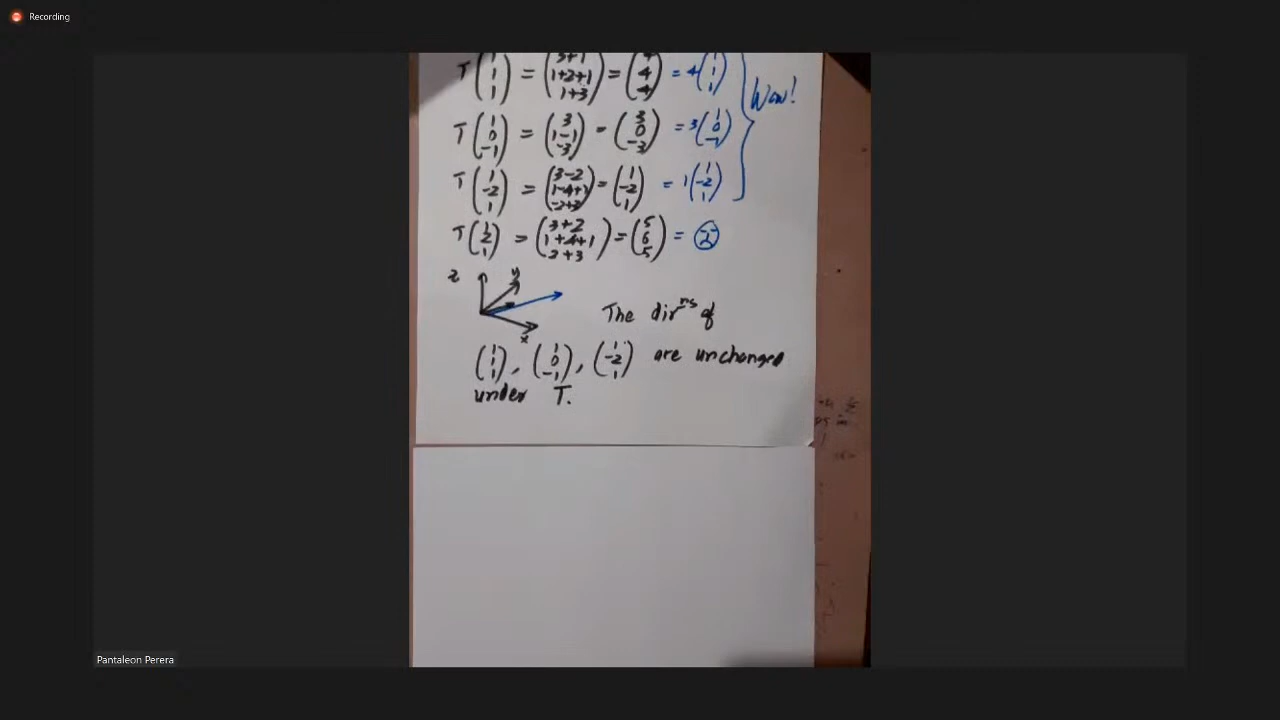 Recording
T(1 1 1) = (3+1 1+2+1 1+3) = (4 4 4) = 4(1 1 1)
Wow!
T(1 0 -1) = (3 1-1 -3) = (3 0 -3) = 3(1 0 -1)
T(1 -2 1) = (3-2 1-4+1 -2+3) = (1 -2 1) = 1(1 -2 1)
T(1 2 1) = (3+2 1+4+1 2+3) = (5 6 5) =
z y x
The dirns of
(1 1 1), (1 0 -1), (1 -2 1) are unchanged
under T.
Pantaleon Perera